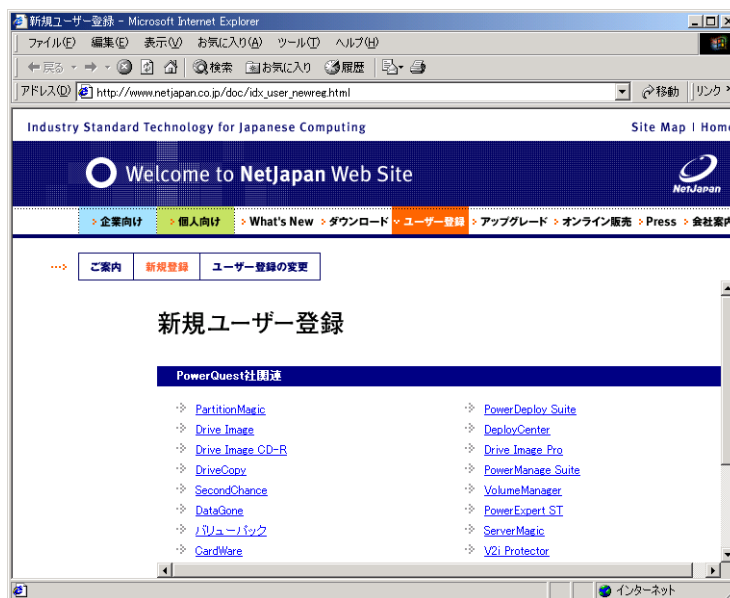 新規ユーザー登録 - Microsoft Internet Explorer
ファイル(F) 編集(E) 表示(V) お気に入り(A) ツール(T) ヘルプ(H)
戻る 検索 お気に入り 履歴
アドレス(D) http://www.netjapan.co.jp/doc/idx_user_newreg.html 移動 リンク
Industry Standard Technology for Japanese Computing Site Map | Home
Welcome to NetJapan Web Site
NetJapan
企業向け 個人向け What's New ダウンロード ユーザー登録 アップグレード オンライン販売 Press 会社案内
ご案内 新規登録 ユーザー登録の変更
新規ユーザー登録
PowerQuest社関連
PartitionMagic
Drive Image
Drive Image CD-R
DriveCopy
SecondChance
DataGone
バリューパック
CardWare
PowerDeploy Suite
DeployCenter
Drive Image Pro
PowerManage Suite
VolumeManager
PowerExpert ST
ServerMagic
V2i Protector
インターネット